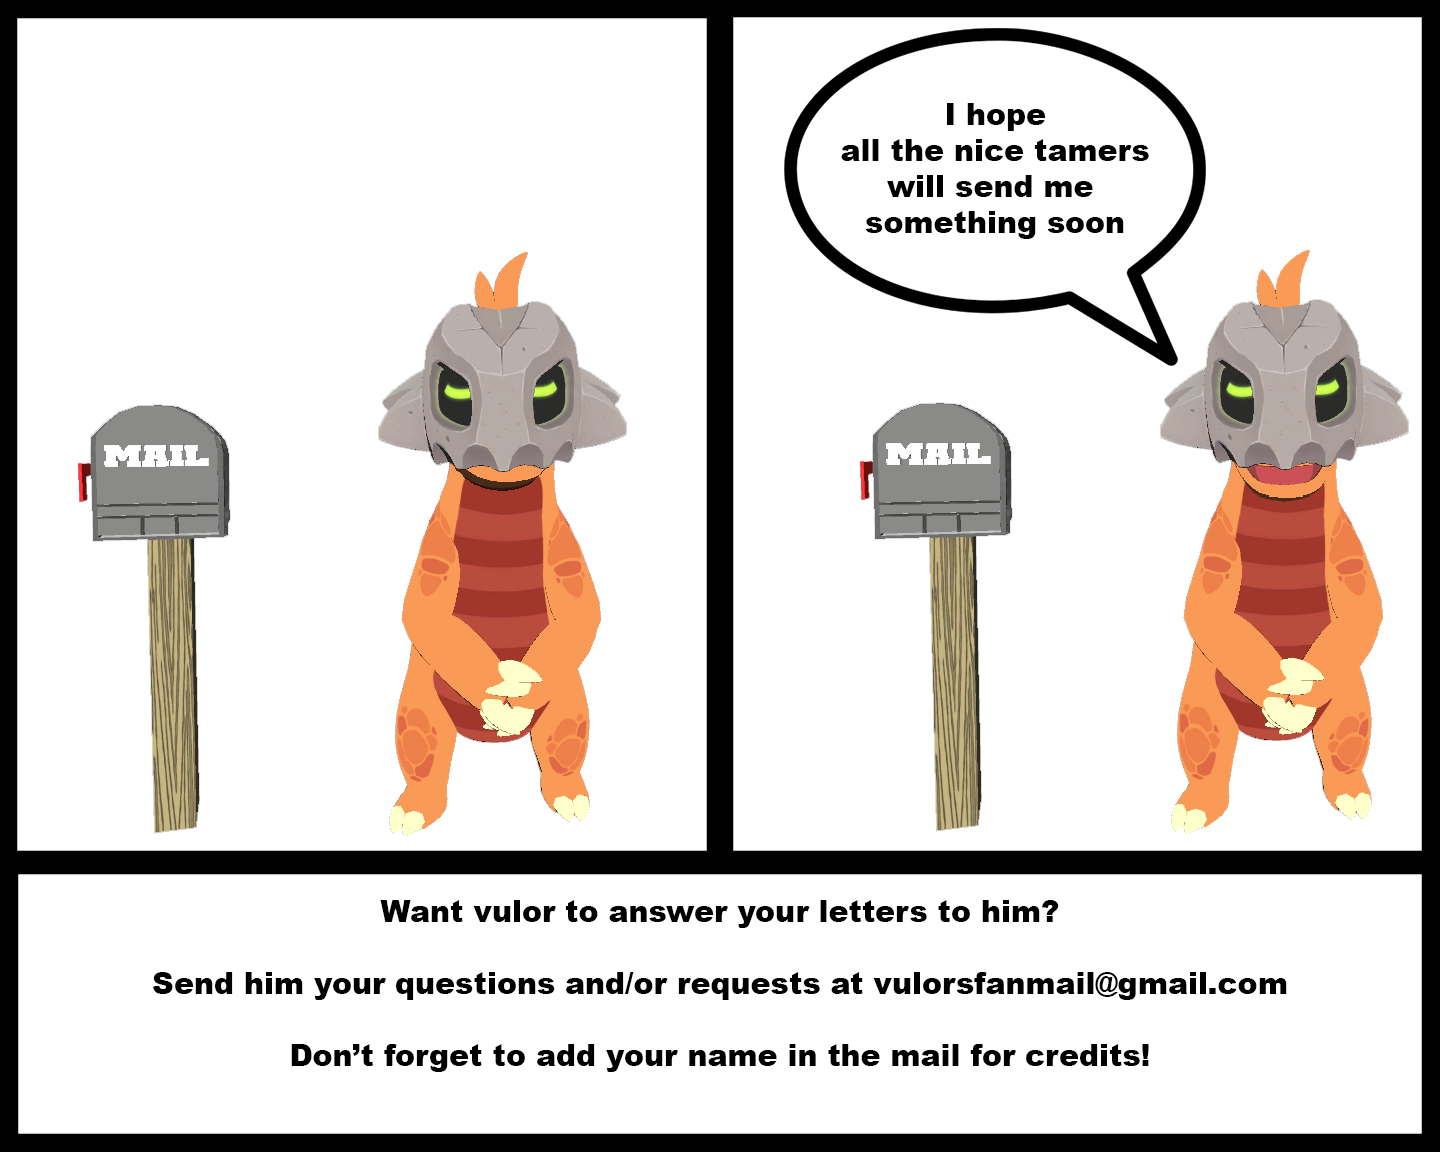 MAIL
I hope
all the nice tamers
will send me
something soon
MAIL
Want vulor to answer your letters to him?
Send him your questions and/or requests at vulorsfanmail@gmail.com
Don’t forget to add your name in the mail for credits!